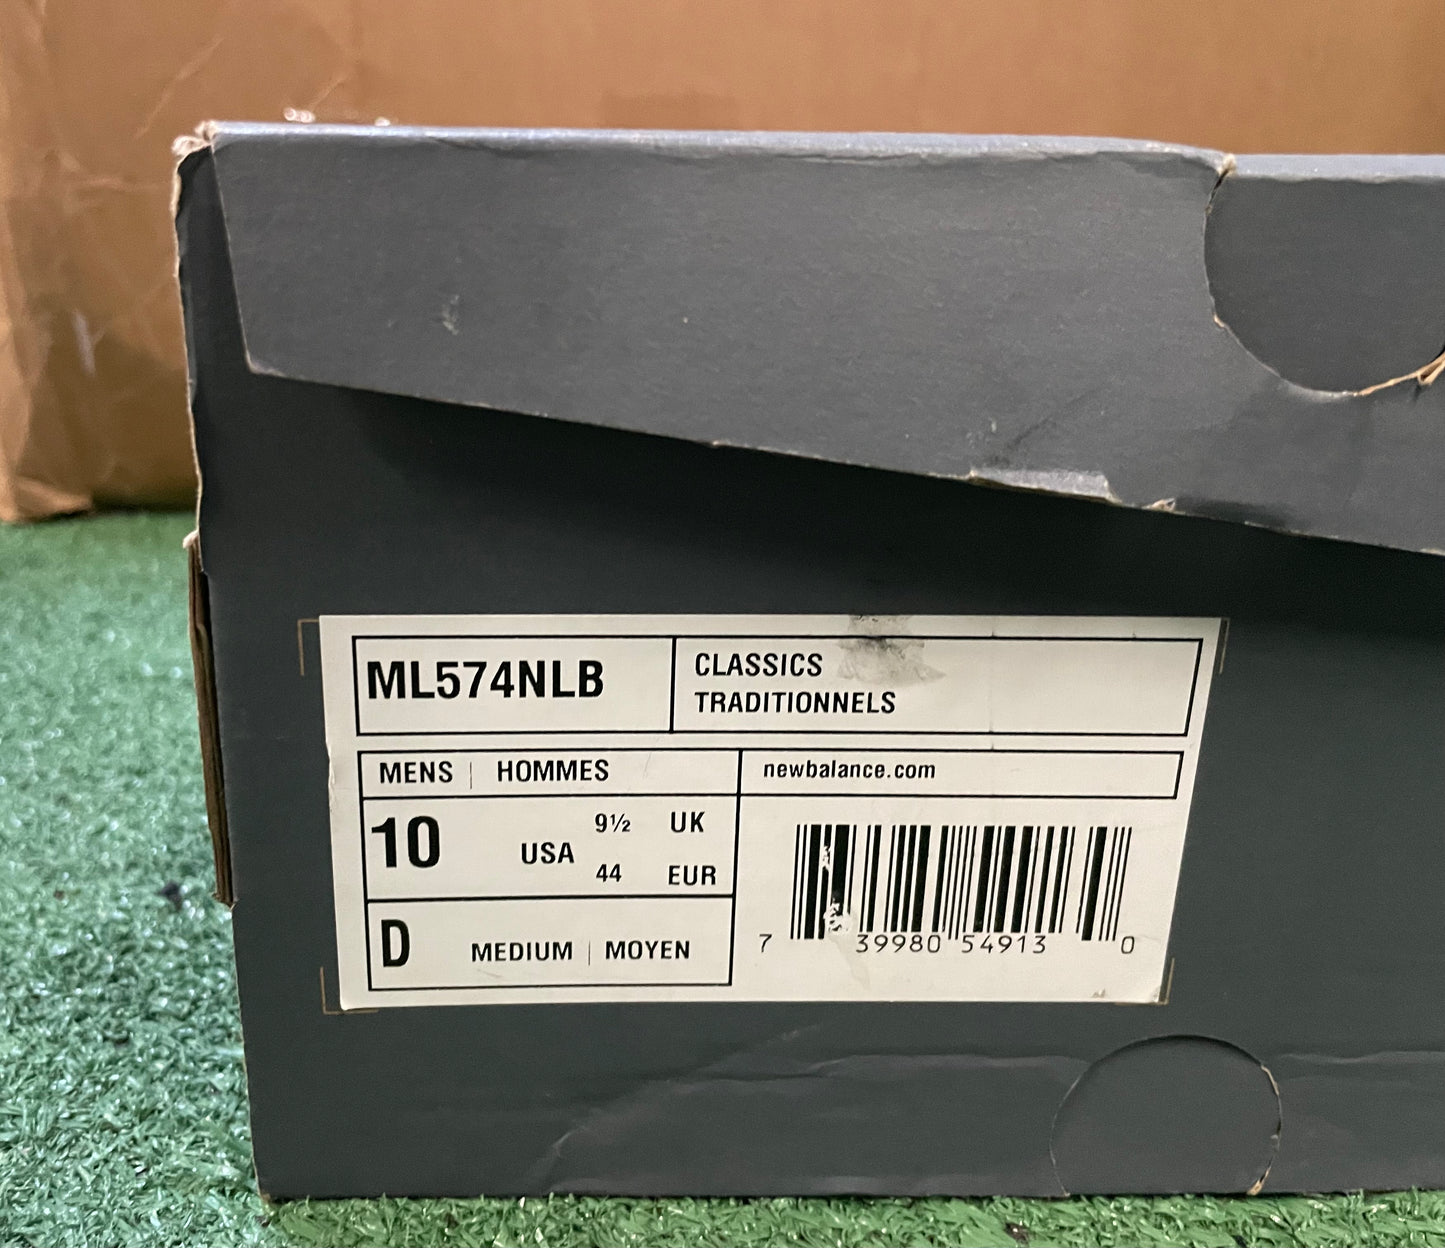 ML574NLB
CLASSICS
TRADITIONNELS
MENS | HOMMES
newbalance.com
10 USA 9½ UK
44 EUR
D MEDIUM | MOYEN
7 39980 54913 0